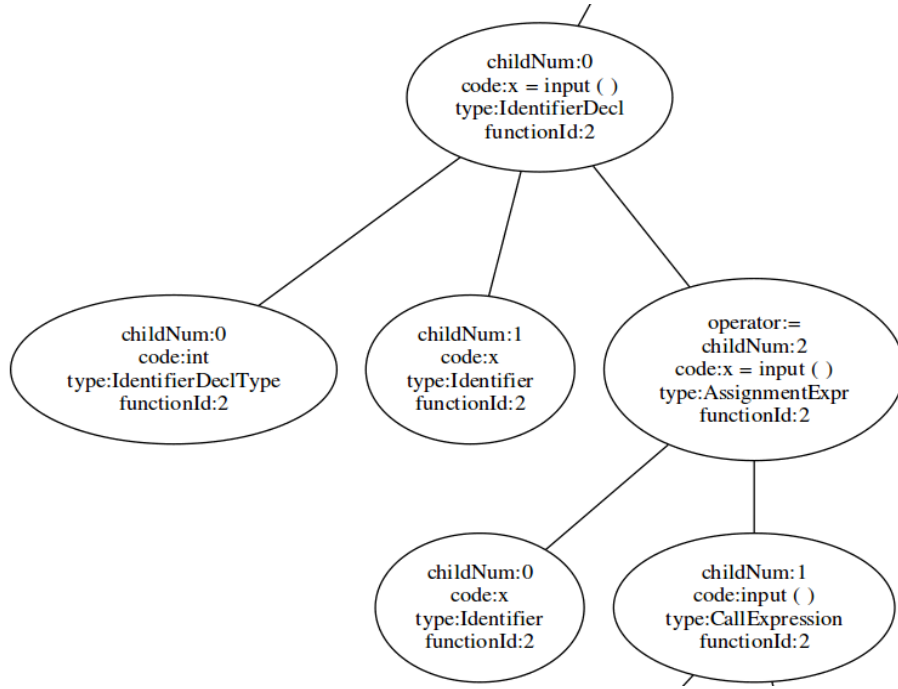 childNum:0
code:x = input ( )
type:IdentifierDecl
functionId:2
childNum:0
code:int
type:IdentifierDeclType
functionId:2
childNum:1
code:x
type:Identifier
functionId:2
operator:=
childNum:2
code:x = input ( )
type:AssignmentExpr
functionId:2
childNum:0
code:x
type:Identifier
functionId:2
childNum:1
code:input ( )
type:CallExpression
functionId:2